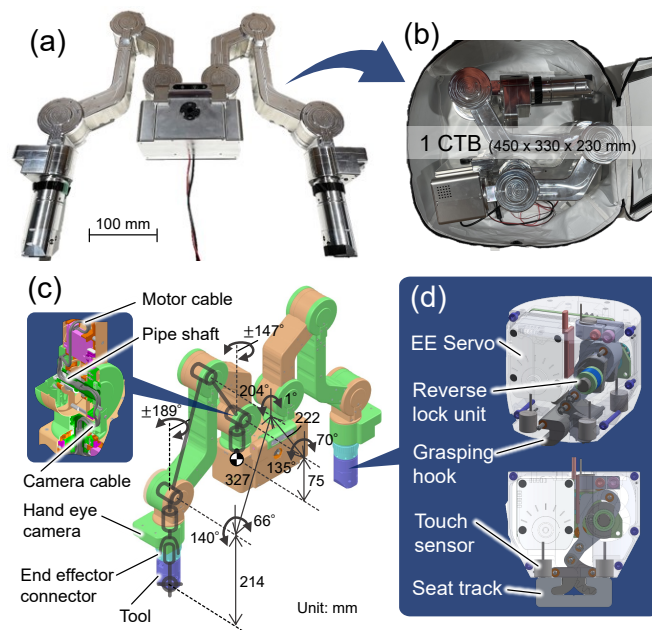 (a)
100 mm
(b)
1 CTB (450 x 330 x 230 mm)
(c)
Motor cable
Pipe shaft
Camera cable
Hand eye
camera
End effector
connector
Tool
±147°
±189°
204°
1°
222
70°
135°
327
75
66°
140°
214
Unit: mm
(d)
EE Servo
Reverse
lock unit
Grasping
hook
Touch
sensor
Seat track